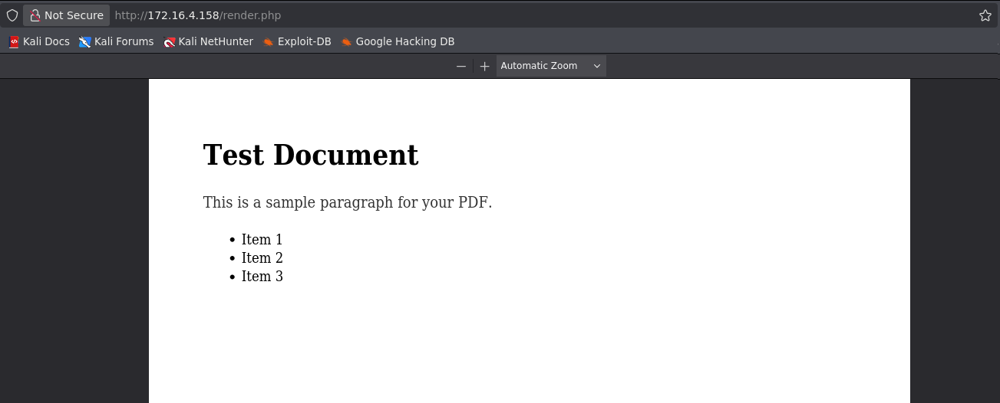 Not Secure http://172.16.4.158/render.php
Kali Docs Kali Forums Kali NetHunter Exploit-DB Google Hacking DB
− + Automatic Zoom
Test Document
This is a sample paragraph for your PDF.
• Item 1
• Item 2
• Item 3